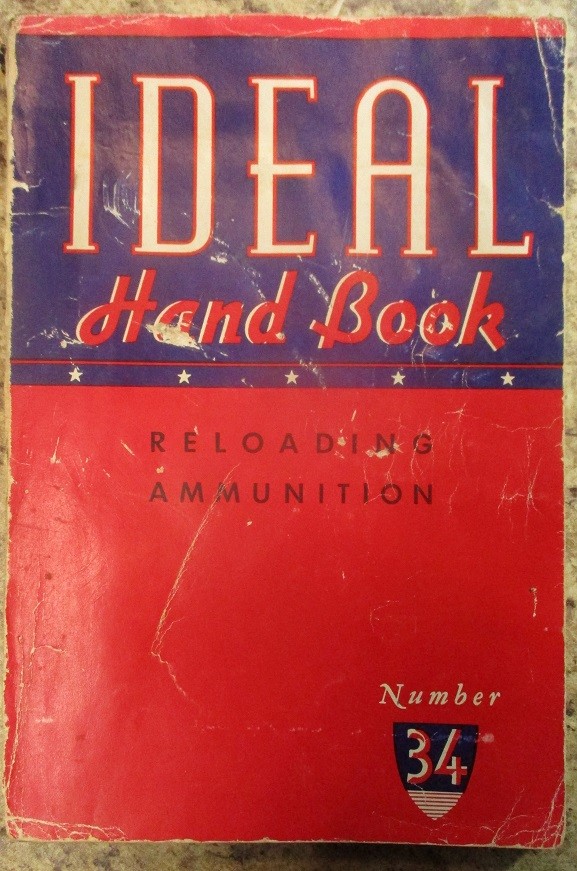 IDEAL
Hand Book
RELOADING
AMMUNITION
Number
34